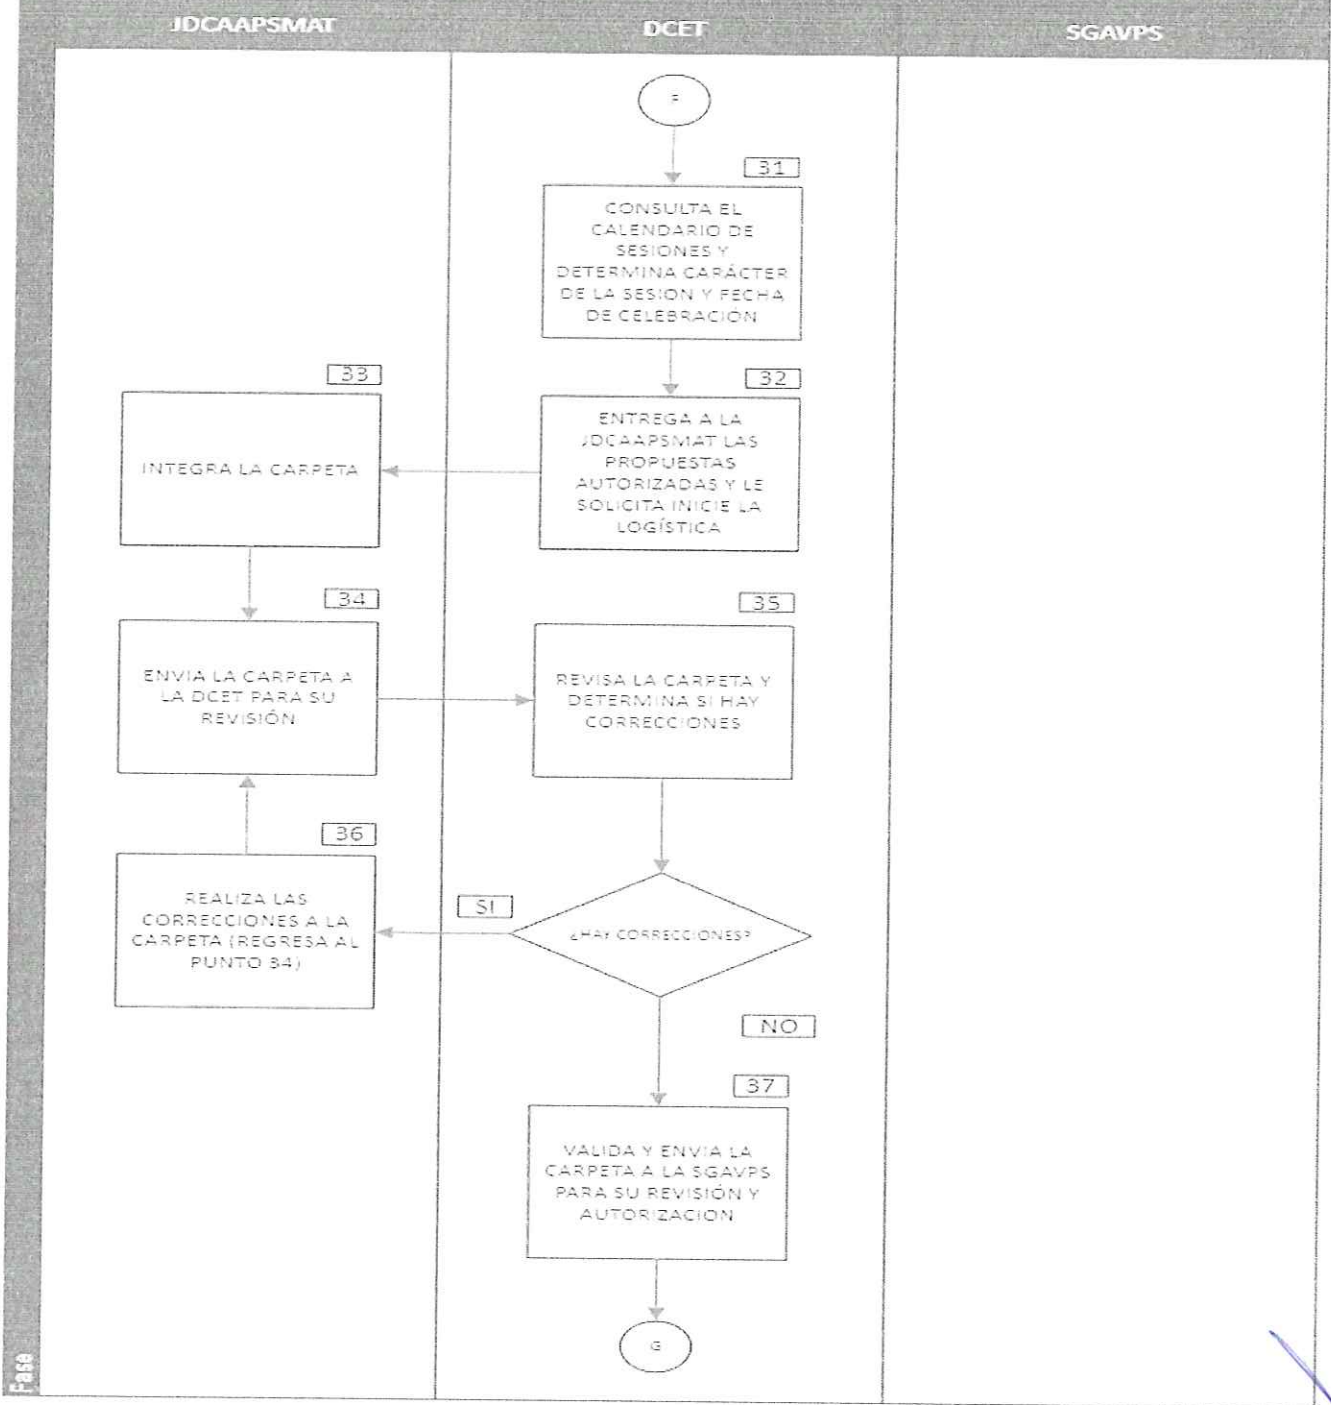 JDCAAPSMAT
DCET
SGAVPS
F
31
CONSULTA EL
CALENDARIO DE
SESIONES Y
DETERMINA CARÁCTER
DE LA SESION Y FECHA
DE CELEBRACIÓN
32
ENTREGA A LA
JDCAAPSMAT LAS
PROPUESTAS
AUTORIZADAS Y LE
SOLICITA INICIE LA
LOGÍSTICA
33
INTEGRA LA CARPETA
34
ENVIA LA CARPETA A
LA DCET PARA SU
REVISIÓN
35
REVISA LA CARPETA Y
DETERMINA SI HAY
CORRECCIONES
¿HAY CORRECCIONES?
SI
36
REALIZA LAS
CORRECCIONES A LA
CARPETA (REGRESA AL
PUNTO 34)
NO
37
VALIDA Y ENVIA LA
CARPETA A LA SGAVPS
PARA SU REVISIÓN Y
AUTORIZACION
G
Fase